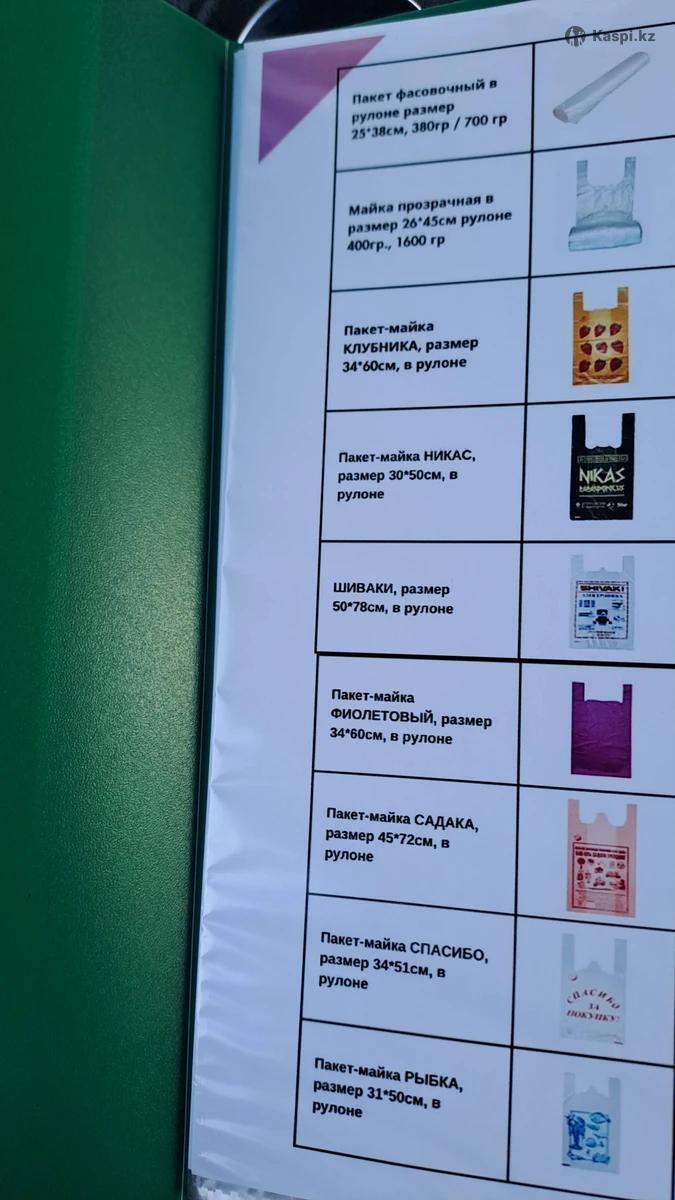 Kaspi.kz
Пакет фасовочный в
рулоне размер
25*38см, 380гр / 700 гр
Майка прозрачная в
размер 26*45см рулоне
400гр., 1600 гр
Пакет-майка
КЛУБНИКА, размер
34*60см, в рулоне
Пакет-майка НИКАС,
размер 30*50см, в
рулоне
NIKAS
ШИВАКИ, размер
50*78см, в рулоне
SHIVAKI
Пакет-майка
ФИОЛЕТОВЫЙ, размер
34*60см, в рулоне
Пакет-майка САДАКА,
размер 45*72см, в
рулоне
Пакет-майка СПАСИБО,
размер 34*51см, в
рулоне
СПАСИБО
ЗА
ПОКУПКУ!
Пакет-майка РЫБКА,
размер 31*50см, в
рулоне